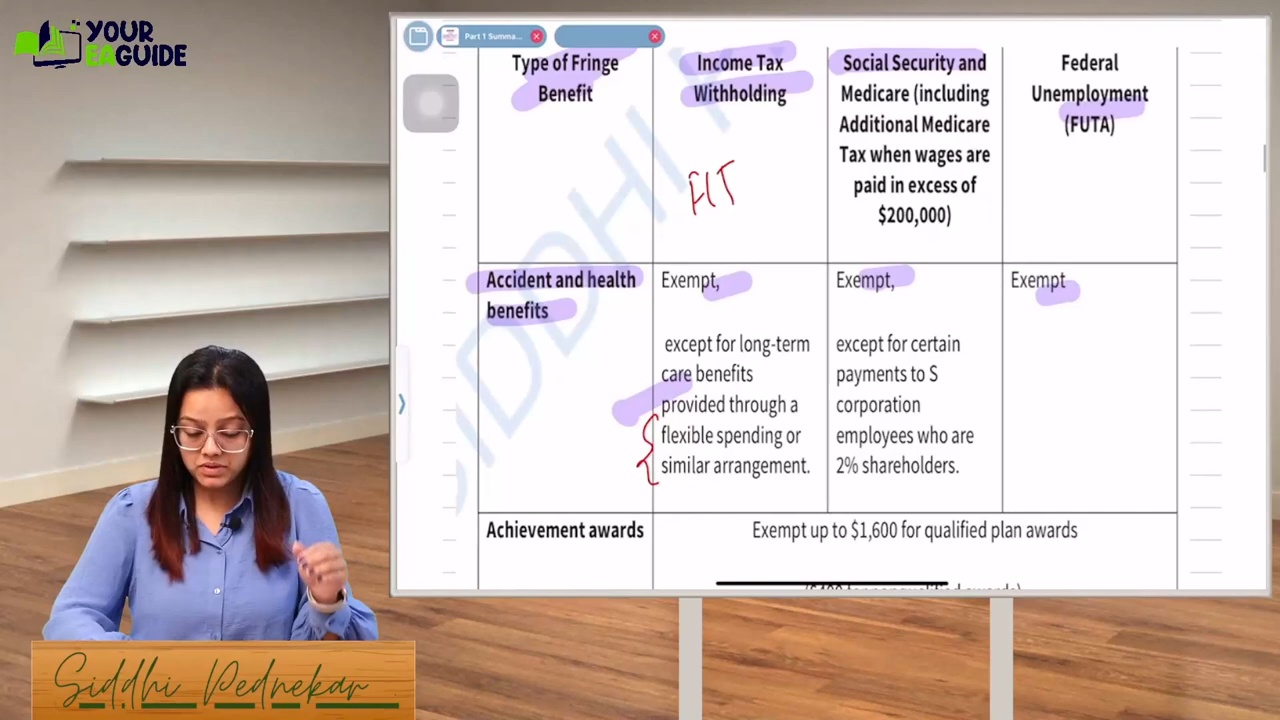 YOUR
EAGUIDE
Part 1 Summa...
Type of Fringe
Benefit
Income Tax
Withholding
Social Security and
Medicare (including
Additional Medicare
Tax when wages are
paid in excess of
$200,000)
Federal
Unemployment
(FUTA)
FIT
Accident and health
benefits
Exempt,
except for long-term
care benefits
provided through a
flexible spending or
similar arrangement.
Exempt,
except for certain
payments to S
corporation
employees who are
2% shareholders.
Exempt
Achievement awards
Exempt up to $1,600 for qualified plan awards
SIDDHI
Siddhi Pednekar